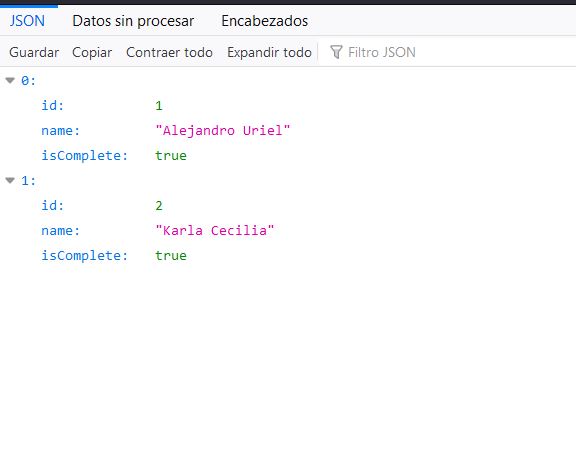 JSON Datos sin procesar Encabezados
Guardar Copiar Contraer todo Expandir todo Filtro JSON
0:
id: 1
name: "Alejandro Uriel"
isComplete: true
1:
id: 2
name: "Karla Cecilia"
isComplete: true